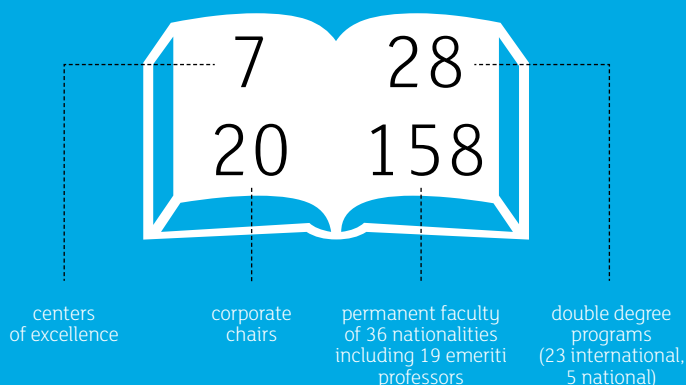 7
28
20
158
centers
of excellence
corporate
chairs
permanent faculty
of 36 nationalities
including 19 emeriti
professors
double degree
programs
(23 international,
5 national)